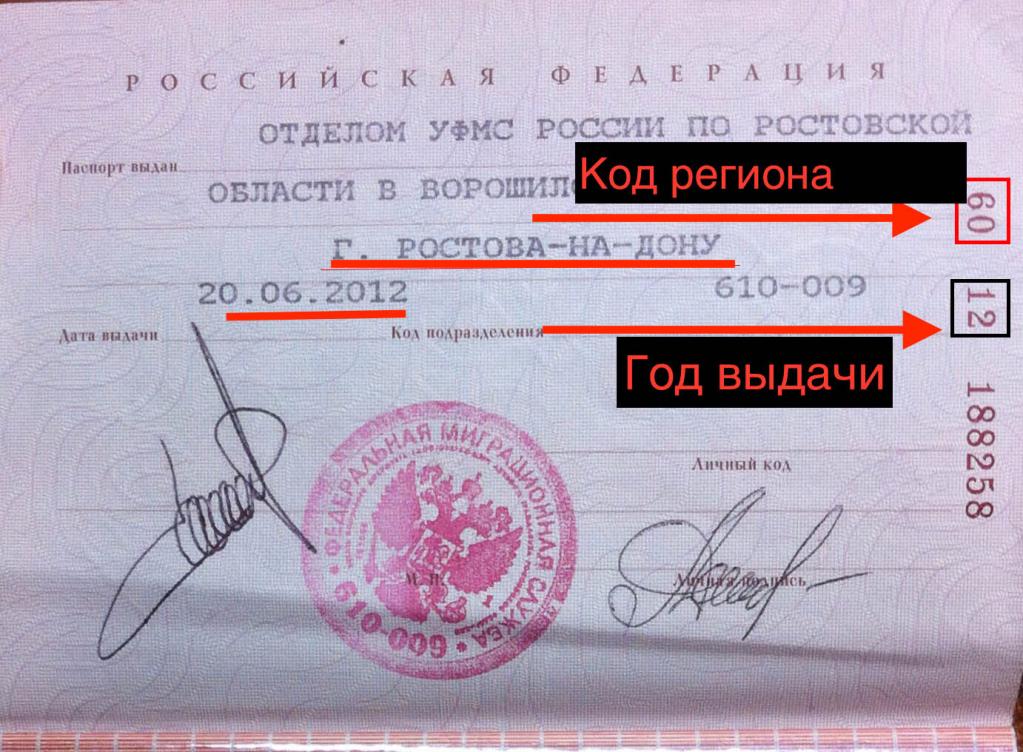 РОССИЙСКАЯ ФЕДЕРАЦИЯ
ОТДЕЛОМ УФМС РОССИИ ПО РОСТОВСКОЙ
Паспорт выдан
ОБЛАСТИ В
Код региона
60
Г. РОСТОВА-НА-ДОНУ
20.06.2012 610-009
12
Дата выдачи Код подразделения
Год выдачи
188258
Личный код
ФЕДЕРАЛЬНАЯ МИГРАЦИОННАЯ СЛУЖБА
М. П.
Личная подпись
610-009